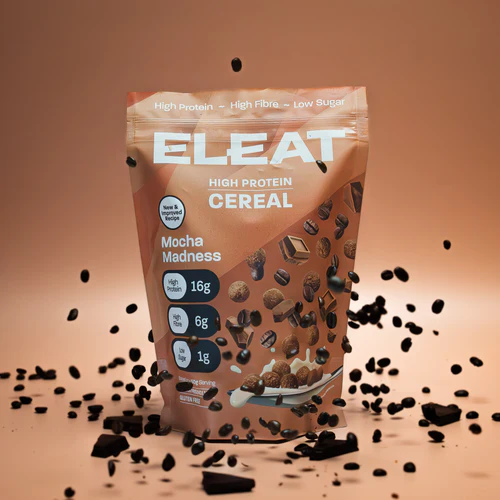 High Protein ~ High Fibre ~ Low Sugar
ELEAT
HIGH PROTEIN
CEREAL
New &
Improved
Recipe
Mocha
Madness
High
Protein
16g
High
Fibre
6g
Low
Sugar
1g
Serving
GLUTEN FREE